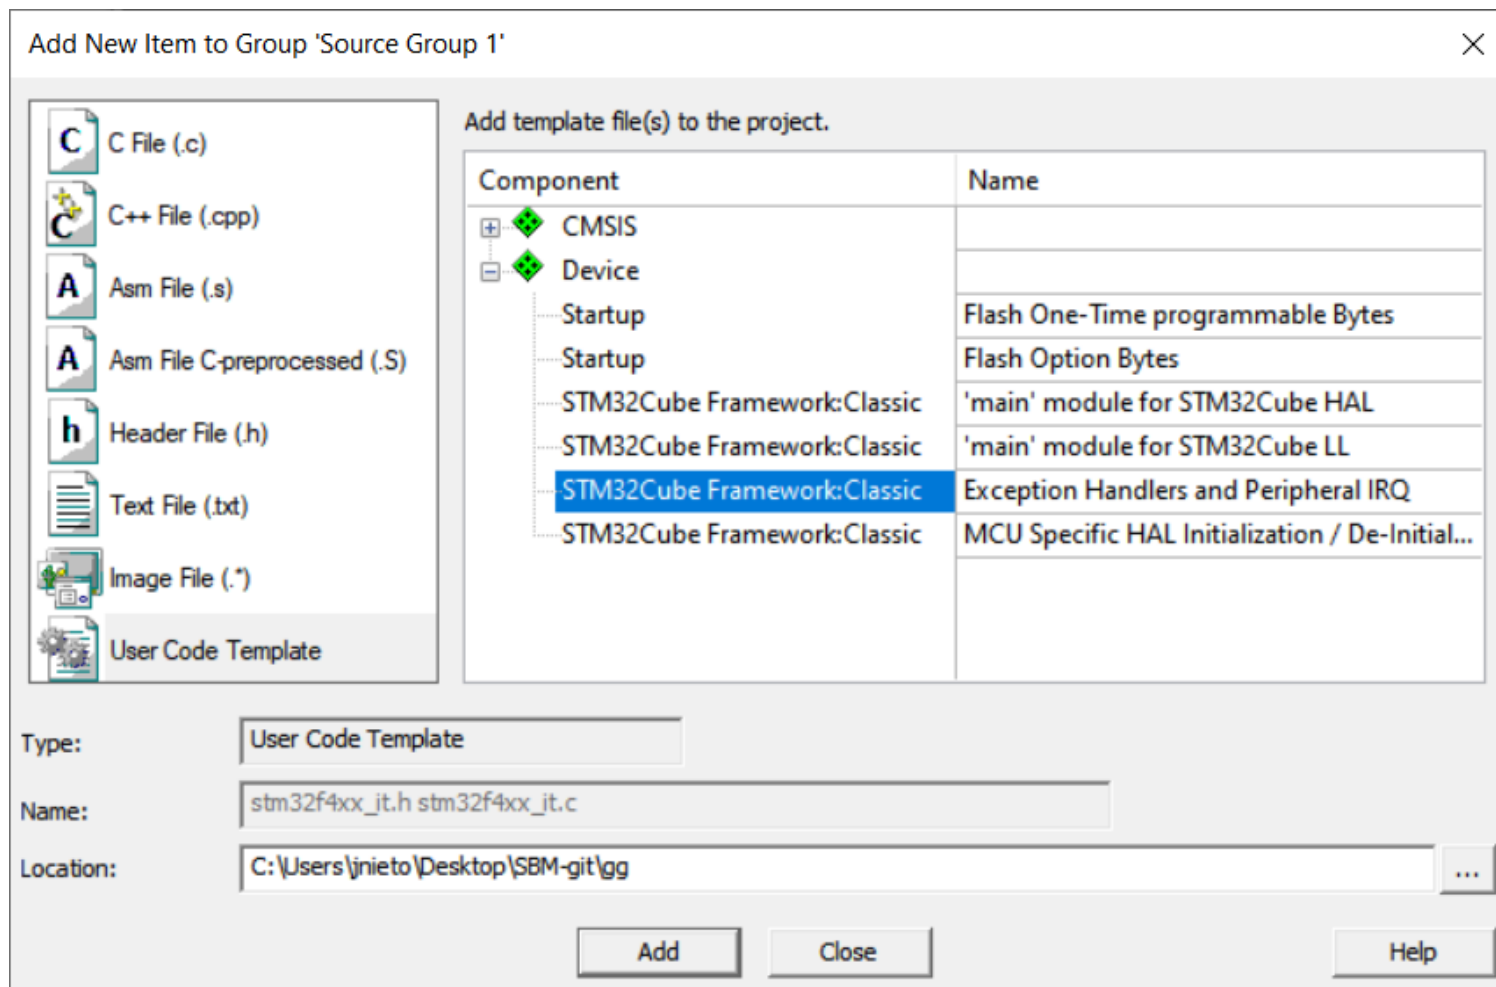 Add New Item to Group 'Source Group 1'
C File (.c)
C++ File (.cpp)
Asm File (.s)
Asm File C-preprocessed (.S)
Header File (.h)
Text File (.txt)
Image File (.*)
User Code Template
Add template file(s) to the project.
Component Name
CMSIS
Device
Startup Flash One-Time programmable Bytes
Startup Flash Option Bytes
STM32Cube Framework:Classic 'main' module for STM32Cube HAL
STM32Cube Framework:Classic 'main' module for STM32Cube LL
STM32Cube Framework:Classic Exception Handlers and Peripheral IRQ
STM32Cube Framework:Classic MCU Specific HAL Initialization / De-Initial...
Type: User Code Template
Name: stm32f4xx_it.h stm32f4xx_it.c
Location: C:\Users\jnieto\Desktop\SBM-git\gg ...
Add Close Help